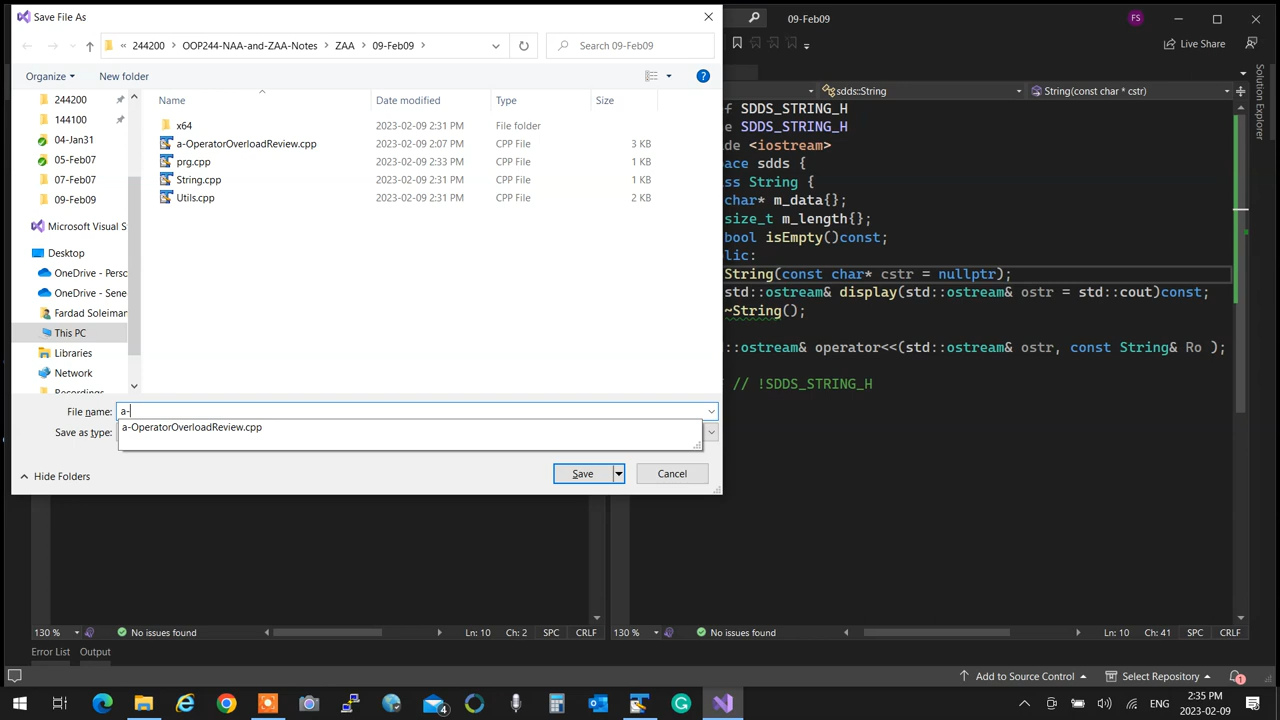 Save File As
« 244200 > OOP244-NAA-and-ZAA-Notes > ZAA > 09-Feb09 >
Search 09-Feb09
Organize
New folder
Name
Date modified
Type
Size
244200
144100
04-Jan31
05-Feb07
07-Feb07
09-Feb09
Microsoft Visual S
Desktop
OneDrive - Perso
OneDrive - Sene
Fardad Soleiman
This PC
Libraries
Network
Recordings
x64 2023-02-09 2:31 PM File folder
a-OperatorOverloadReview.cpp 2023-02-09 2:07 PM CPP File 3 KB
prg.cpp 2023-02-09 2:33 PM CPP File 1 KB
String.cpp 2023-02-09 2:31 PM CPP File 1 KB
Utils.cpp 2023-02-09 2:31 PM CPP File 2 KB
File name: a-
a-OperatorOverloadReview.cpp
Save as type:
Hide Folders
Save
Cancel
09-Feb09
FS
Live Share
sdds::String
String(const char * cstr)
Solution Explorer
f SDDS_STRING_H
e SDDS_STRING_H
de <iostream>
ace sdds {
ss String {
char* m_data{};
size_t m_length{};
bool isEmpty()const;
lic:
String(const char* cstr = nullptr);
std::ostream& display(std::ostream& ostr = std::cout)const;
~String();
::ostream& operator<<(std::ostream& ostr, const String& Ro );
// !SDDS_STRING_H
130 % No issues found Ln: 10 Ch: 2 SPC CRLF
130 % No issues found Ln: 10 Ch: 41 SPC CRLF
Error List Output
Add to Source Control
Select Repository
1
4
ENG
2:35 PM
2023-02-09